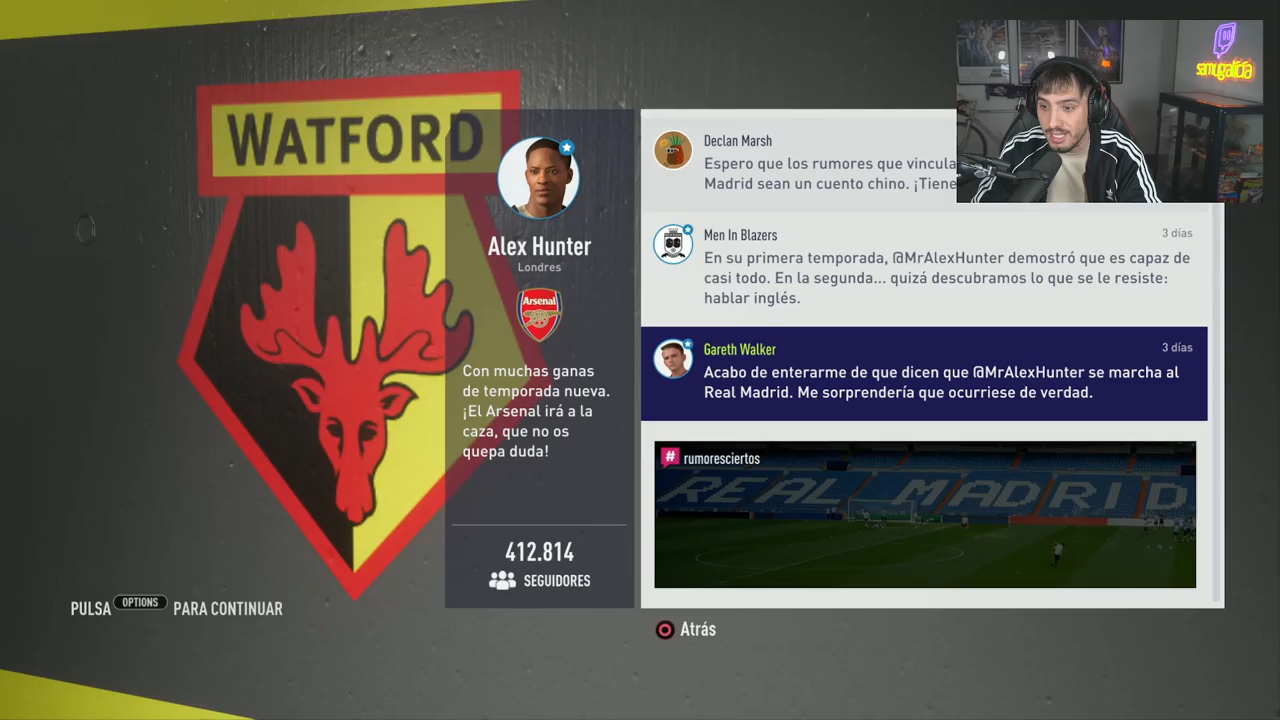 WATFORD
Alex Hunter
Londres
Arsenal
Con muchas ganas
de temporada nueva.
¡El Arsenal irá a la
caza, que no os
quepa duda!
412.814
SEGUIDORES
PULSA OPTIONS PARA CONTINUAR
Declan Marsh
Espero que los rumores que vincula
Madrid sean un cuento chino. ¡Tiene
Men In Blazers
3 días
En su primera temporada, @MrAlexHunter demostró que es capaz de
casi todo. En la segunda... quizá descubramos lo que se le resiste:
hablar inglés.
Gareth Walker
3 días
Acabo de enterarme de que dicen que @MrAlexHunter se marcha al
Real Madrid. Me sorprendería que ocurriese de verdad.
# rumoresciertos
REAL MADRID
Atrás
samugalida